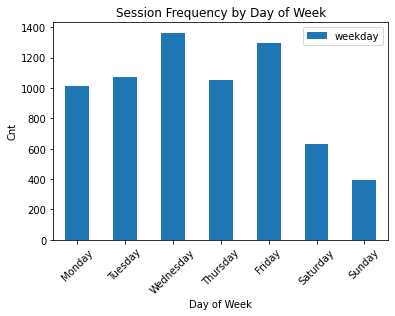 Session Frequency by Day of Week
weekday
1400
1200
1000
800
600
400
200
0
Cnt
Monday
Tuesday
Wednesday
Thursday
Friday
Saturday
Sunday
Day of Week